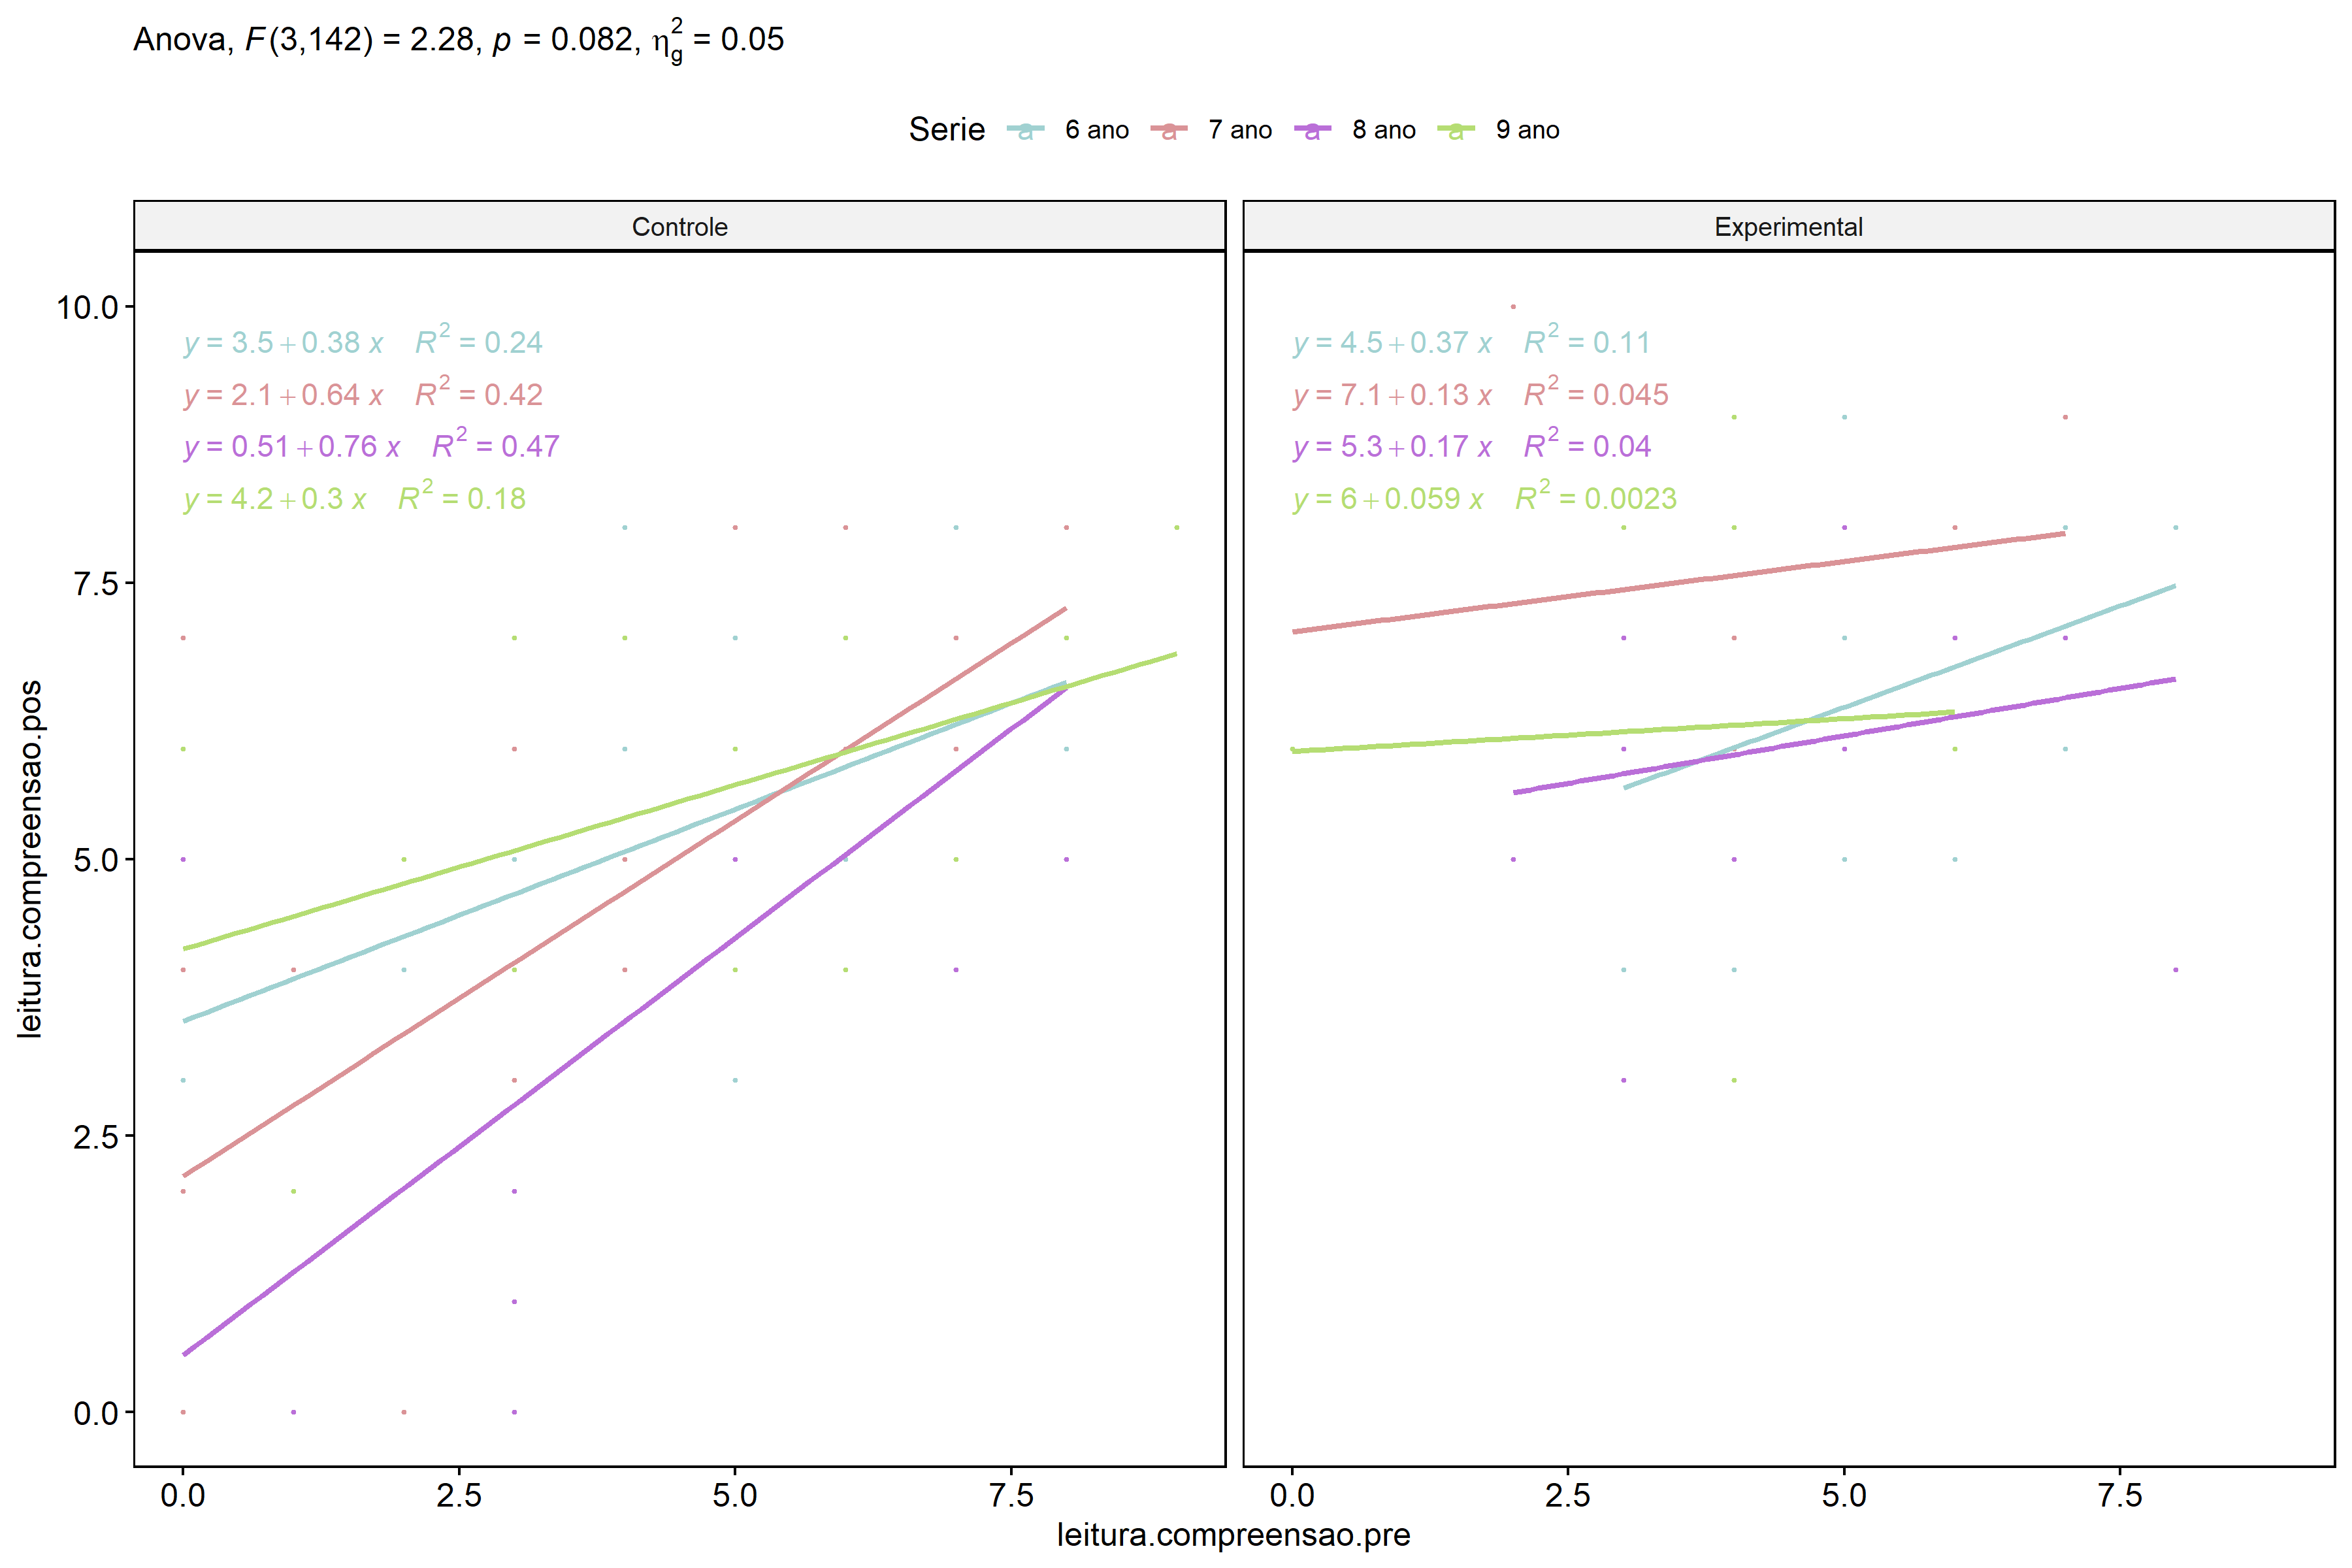 Anova, F(3,142) = 2.28, p = 0.082, η²g = 0.05
Serie a 6 ano a 7 ano a 8 ano a 9 ano
Controle
Experimental
10.0
7.5
5.0
2.5
0.0
y = 3.5 + 0.38 x R² = 0.24
y = 2.1 + 0.64 x R² = 0.42
y = 0.51 + 0.76 x R² = 0.47
y = 4.2 + 0.3 x R² = 0.18
y = 4.5 + 0.37 x R² = 0.11
y = 7.1 + 0.13 x R² = 0.045
y = 5.3 + 0.17 x R² = 0.04
y = 6 + 0.059 x R² = 0.0023
leitura.compreensao.pos
0.0 2.5 5.0 7.5
0.0 2.5 5.0 7.5
leitura.compreensao.pre